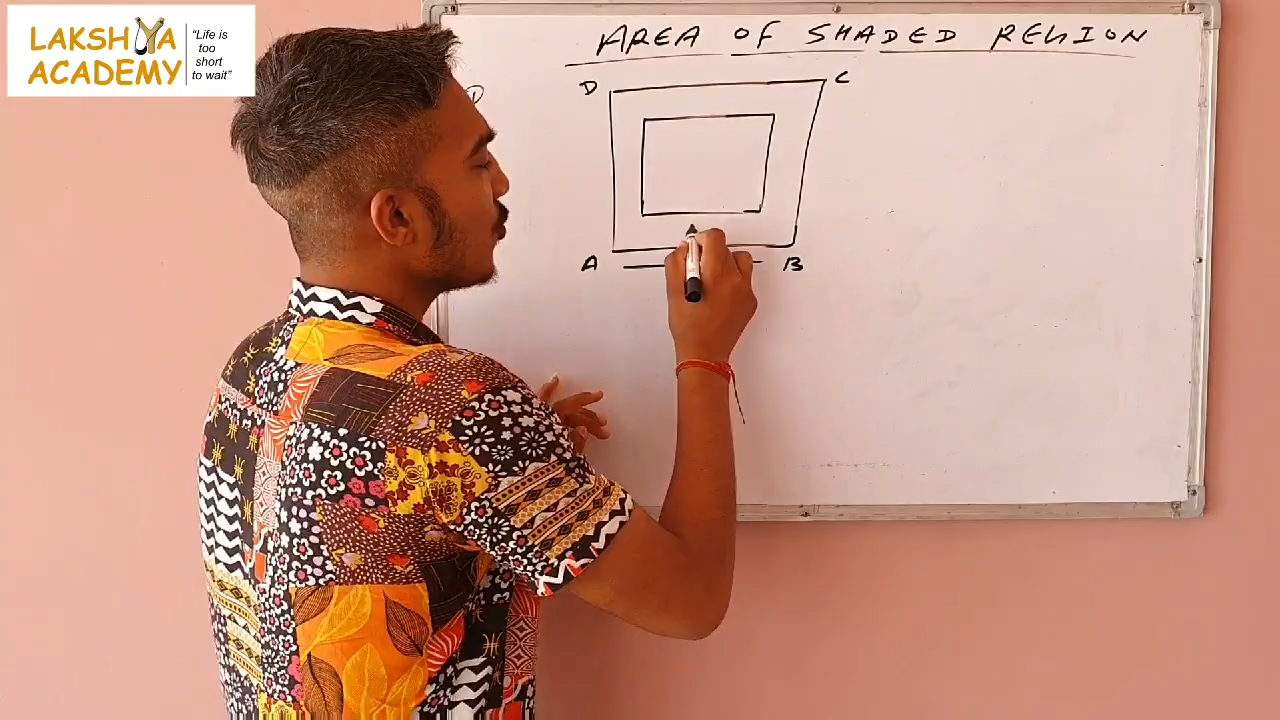 LAKSHYA
ACADEMY
"Life is
too
short
to wait"
AREA OF SHADED REGION
D
C
A
B